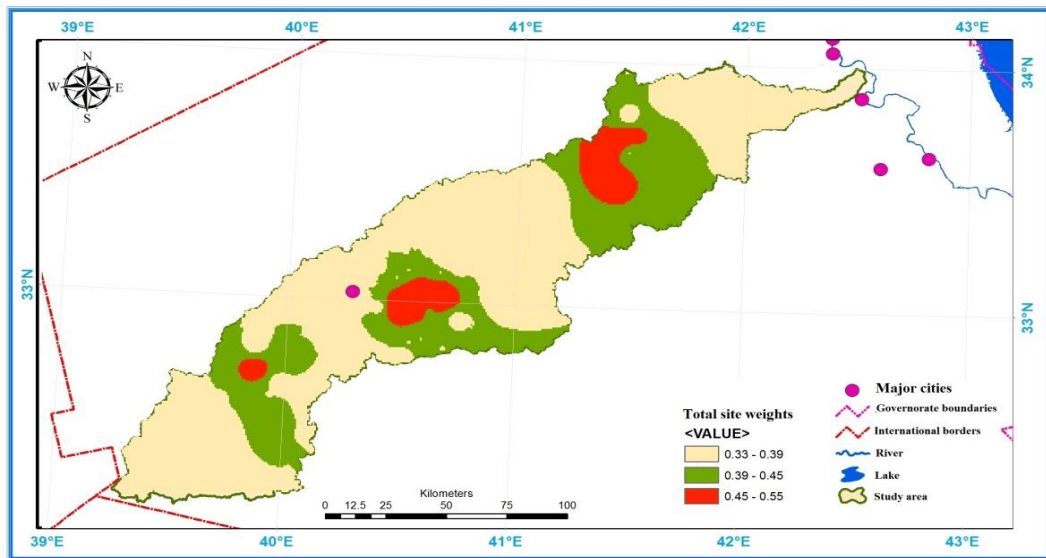 39°E 40°E 41°E 42°E 43°E
N
W E
S
34°N 34°N
33°N 33°N
Major cities
Governorate boundaries
International borders
River
Lake
Study area
Total site weights
<VALUE>
0.33 - 0.39
0.39 - 0.45
0.45 - 0.55
Kilometers
0 12.5 25 50 75 100
39°E 40°E 41°E 42°E 43°E